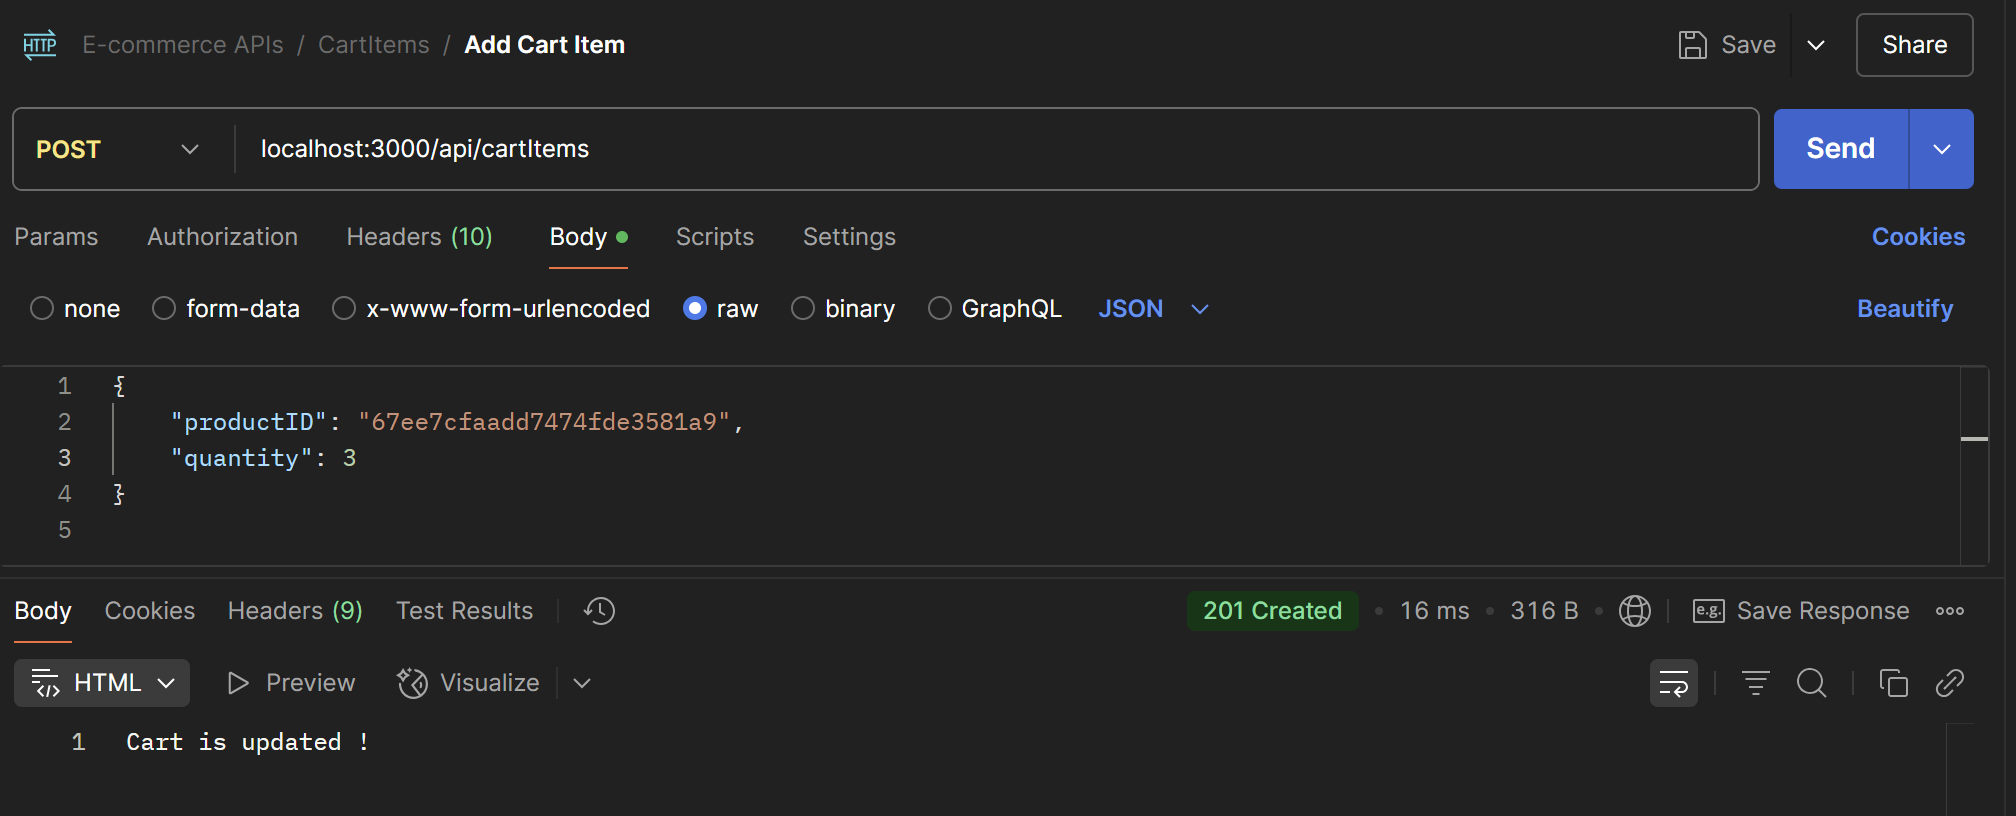 HTTP E-commerce APIs / CartItems / Add Cart Item Save Share
POST localhost:3000/api/cartItems Send
Params Authorization Headers (10) Body Scripts Settings Cookies
none form-data x-www-form-urlencoded raw binary GraphQL JSON Beautify
1 {
2 "productID": "67ee7cfaadd7474fde3581a9",
3 "quantity": 3
4 }
5
Body Cookies Headers (9) Test Results 201 Created • 16 ms • 316 B • e.g. Save Response
HTML Preview Visualize
1 Cart is updated !